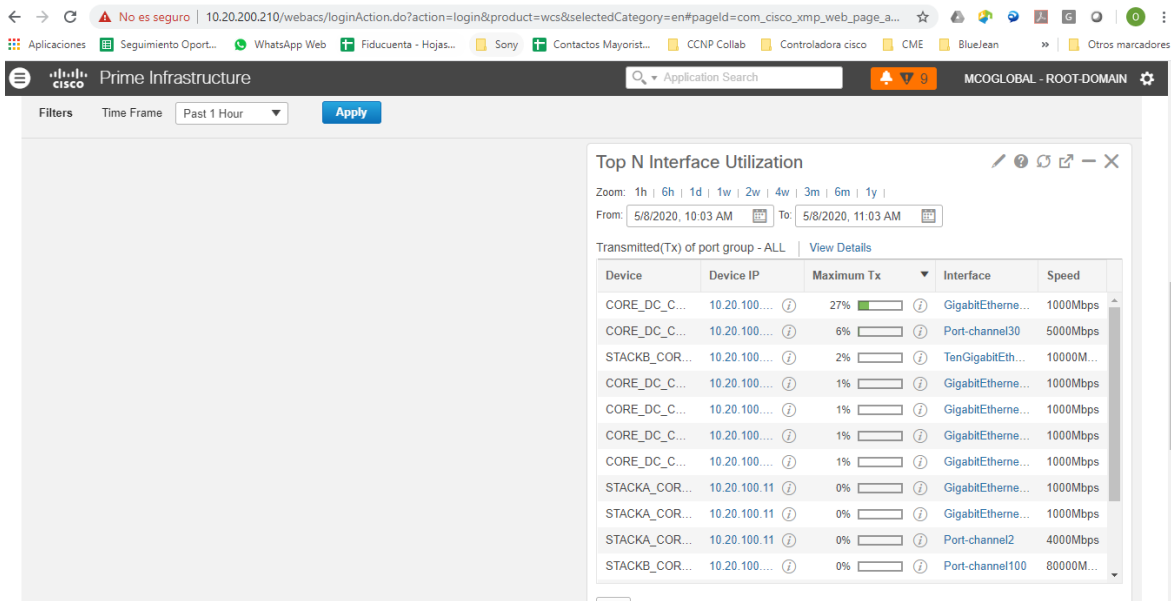 No es seguro | 10.20.200.210/webacs/loginAction.do?action=login&product=wcs&selectedCategory=en#pageId=com_cisco_xmp_web_page_a...
Aplicaciones Seguimiento Oport... WhatsApp Web Fiducuenta - Hojas... Sony Contactos Mayorist... CCNP Collab Controladora cisco CME BlueJean » Otros marcadores
cisco Prime Infrastructure Application Search 9 MCOGLOBAL - ROOT-DOMAIN
Filters Time Frame Past 1 Hour Apply
Top N Interface Utilization
Zoom: 1h | 6h | 1d | 1w | 2w | 4w | 3m | 6m | 1y |
From: 5/8/2020, 10:03 AM To: 5/8/2020, 11:03 AM
Transmitted(Tx) of port group - ALL | View Details
Device Device IP Maximum Tx Interface Speed
CORE_DC_C... 10.20.100.... 27% GigabitEtherne... 1000Mbps
CORE_DC_C... 10.20.100.... 6% Port-channel30 5000Mbps
STACKB_COR... 10.20.100.... 2% TenGigabitEth... 10000M...
CORE_DC_C... 10.20.100.... 1% GigabitEtherne... 1000Mbps
CORE_DC_C... 10.20.100.... 1% GigabitEtherne... 1000Mbps
CORE_DC_C... 10.20.100.... 1% GigabitEtherne... 1000Mbps
CORE_DC_C... 10.20.100.... 1% GigabitEtherne... 1000Mbps
STACKA_COR... 10.20.100.11 0% GigabitEtherne... 1000Mbps
STACKA_COR... 10.20.100.11 0% GigabitEtherne... 1000Mbps
STACKA_COR... 10.20.100.11 0% Port-channel2 4000Mbps
STACKB_COR... 10.20.100.... 0% Port-channel100 80000M...